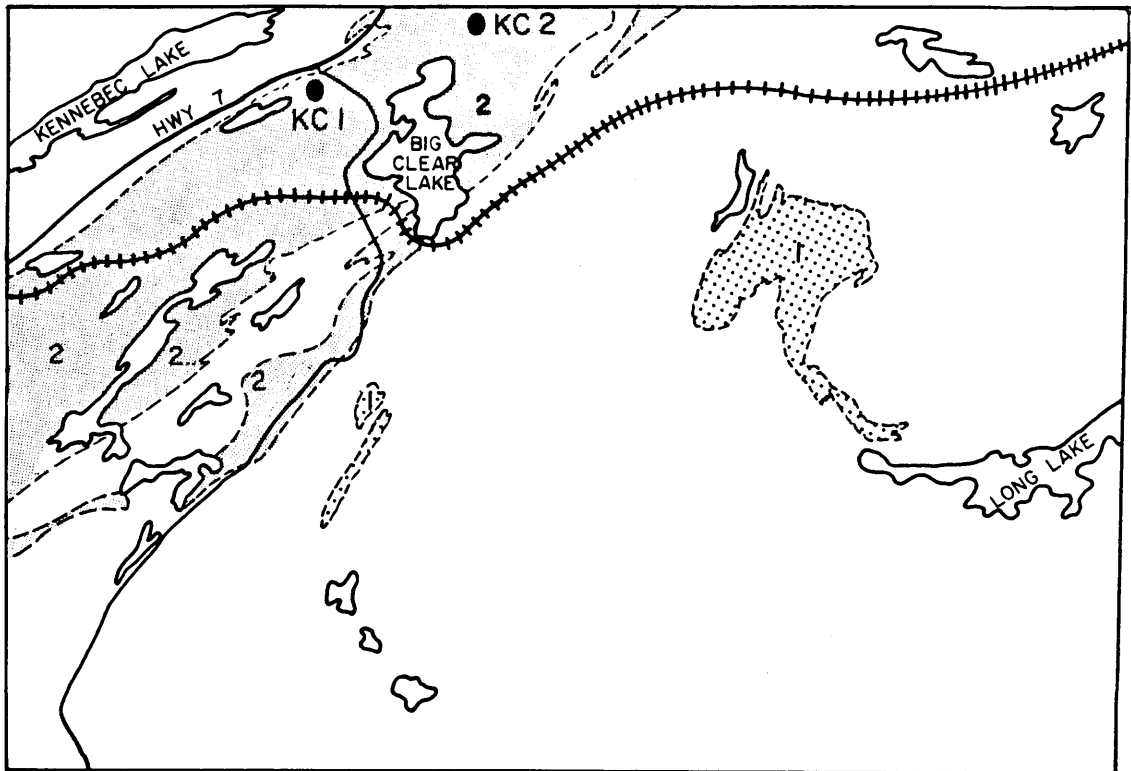 KC 2
KENNEBEC LAKE
HWY 7
KC 1
2
BIG
CLEAR
LAKE
1
2
2
2
1
1
LONG LAKE